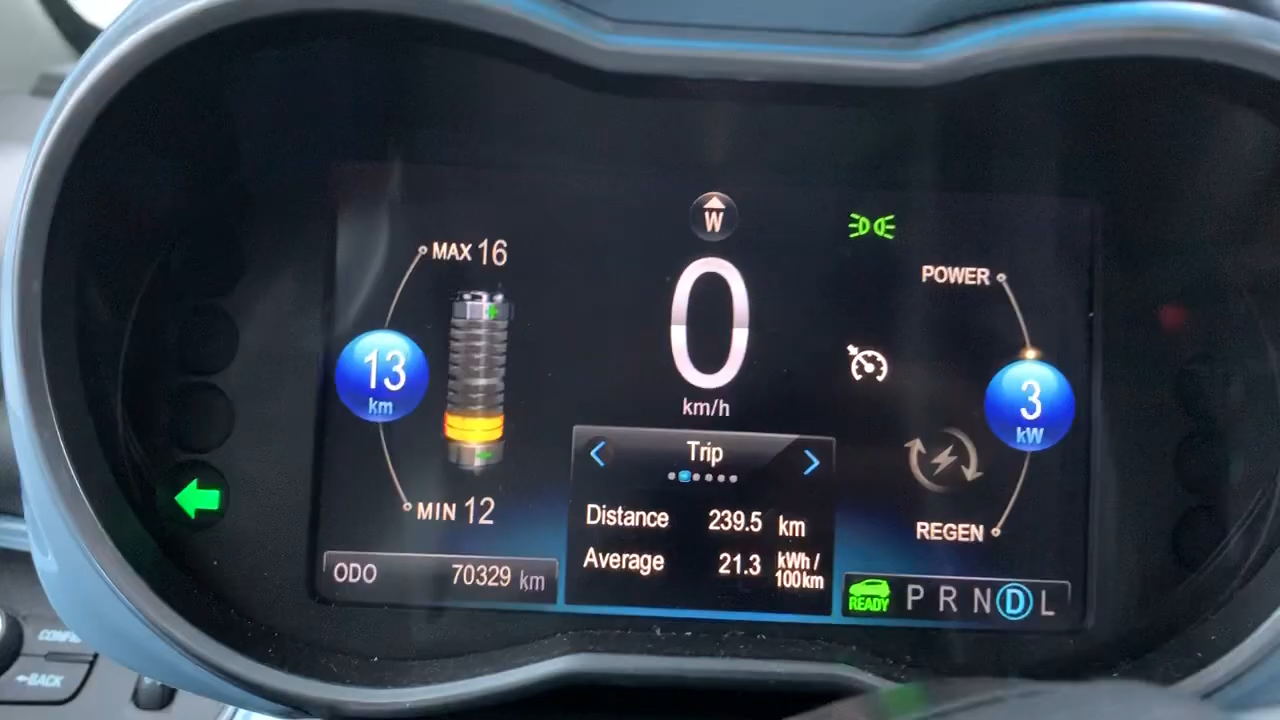 W
MAX 16
0
km/h
POWER
13
km
3
kW
MIN 12
REGEN
Trip
Distance 239.5 km
Average 21.3 kWh/
100km
ODO 70329 km
READY P R N D L
←BACK